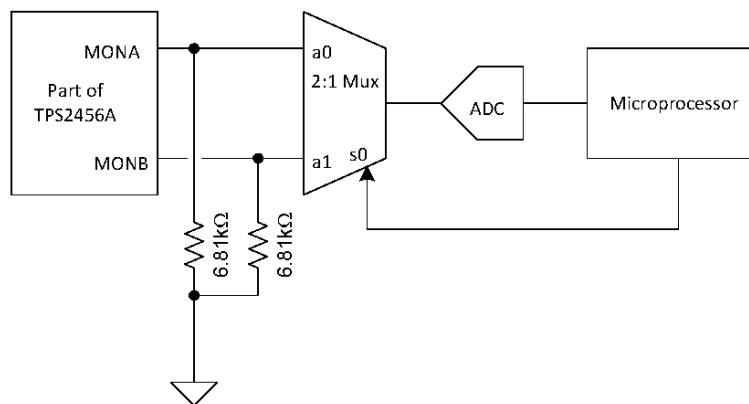 MONA
Part of
TPS2456A
MONB
a0
2:1 Mux
a1
s0
ADC
Microprocessor
6.81kΩ
6.81kΩ